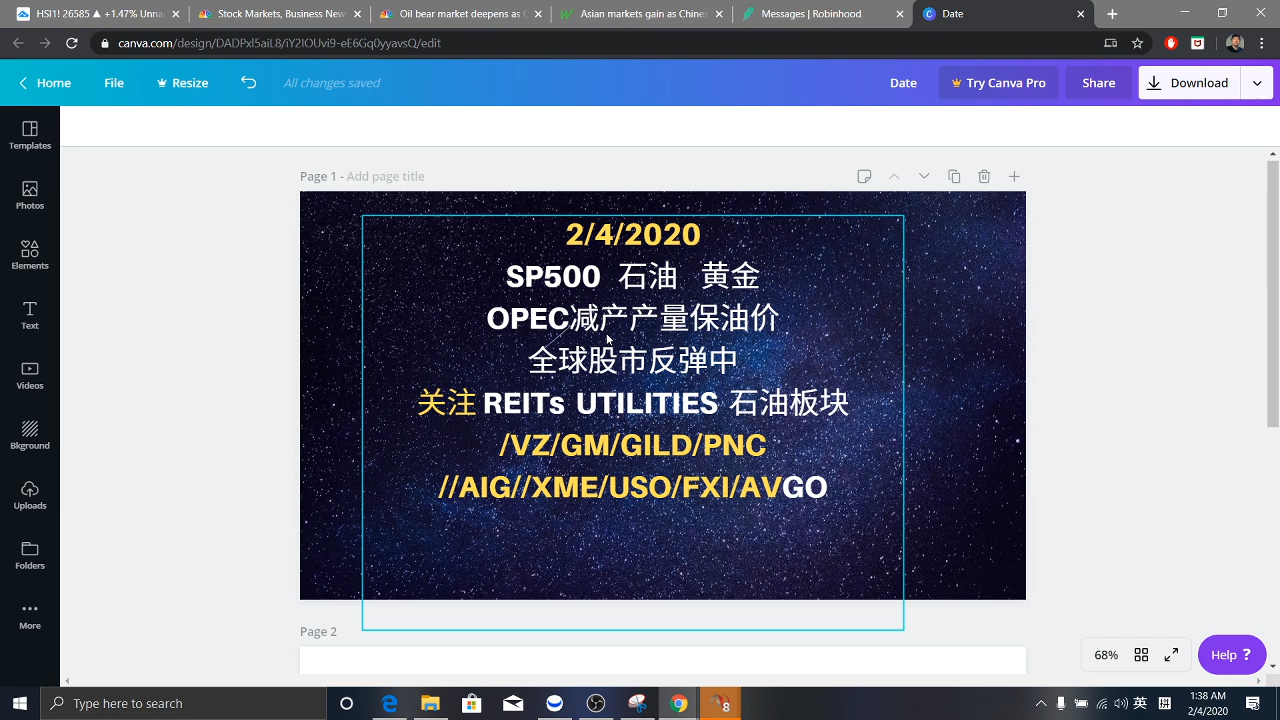 HSI! 26585 ▲ +1.47% Unnam
Stock Markets, Business New
Oil bear market deepens as
Asian markets gain as Chines
Messages | Robinhood
Date
canva.com/design/DADPxl5aiL8/iY2IOUvi9-eE6Gq0yyavsQ/edit
Home
File
Resize
All changes saved
Date
Try Canva Pro
Share
Download
Templates
Photos
Elements
Text
Videos
Bkground
Uploads
Folders
More
Page 1 - Add page title
2/4/2020
SP500 石油 黄金
OPEC减产产量保油价
全球股市反弹中
关注 REITs UTILITIES 石油板块
/VZ/GM/GILD/PNC
//AIG//XME/USO/FXI/AVGO
Page 2
68%
Help ?
Type here to search
8
英
拼
1:38 AM
2/4/2020